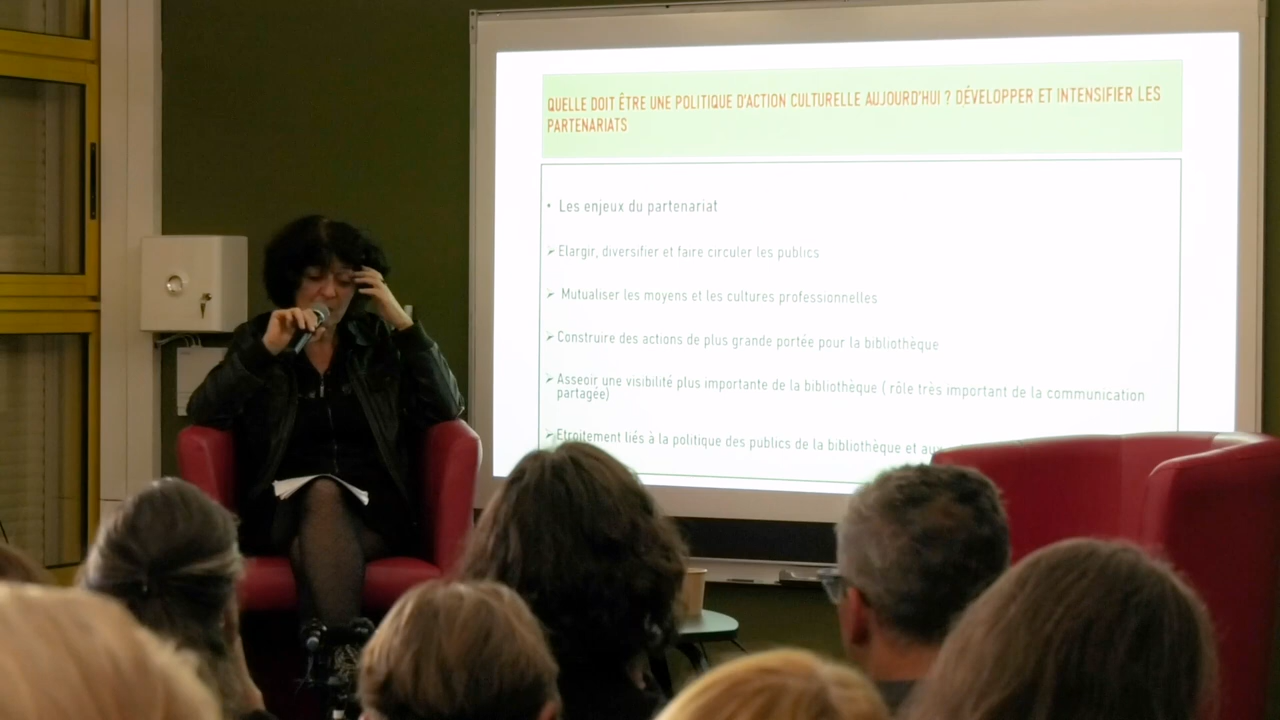 QUELLE DOIT ÊTRE UNE POLITIQUE D'ACTION CULTURELLE AUJOURD'HUI ? DÉVELOPPER ET INTENSIFIER LES
PARTENARIATS
• Les enjeux du partenariat
➢ Elargir, diversifier et faire circuler les publics
➢ Mutualiser les moyens et les cultures professionnelles
➢ Construire des actions de plus grande portée pour la bibliothèque
➢ Asseoir une visibilité plus importante de la bibliothèque ( rôle très important de la communication
partagée)
➢ Etroitement liés à la politique des publics de la bibliothèque et aux